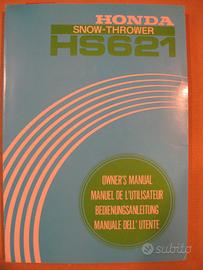 HONDA
SNOW-THROWER
HS621
OWNER'S MANUAL
MANUEL DE L'UTILISATEUR
BEDIENUNGSANLEITUNG
MANUALE DELL' UTENTE
subito